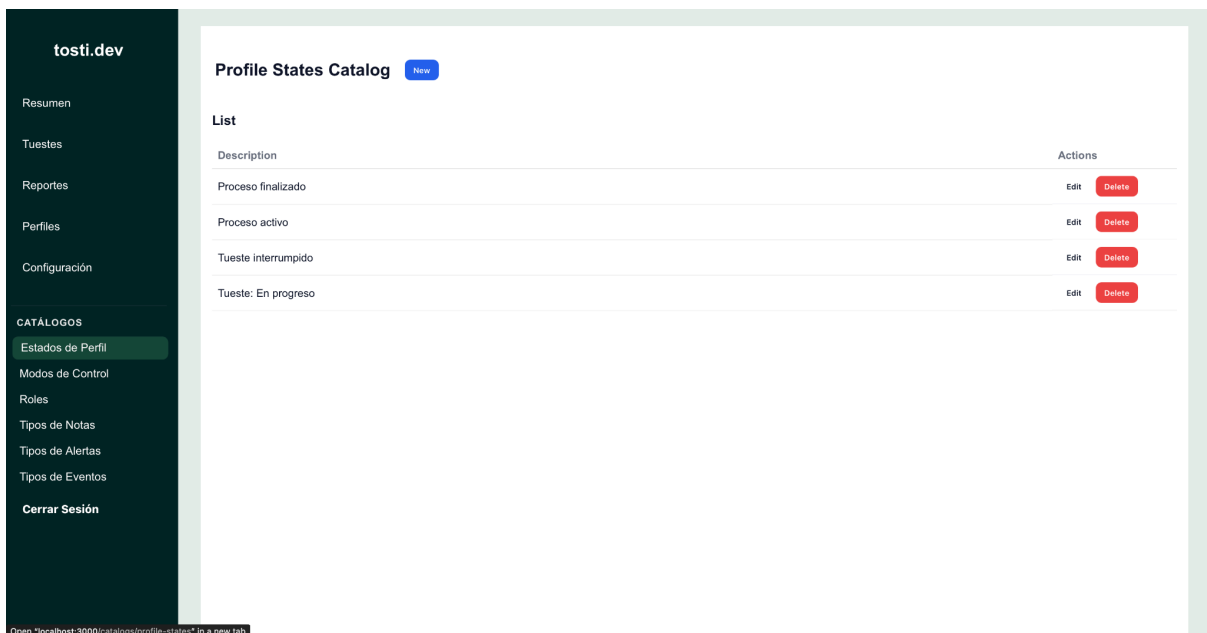 tosti.dev
Resumen
Tuestes
Reportes
Perfiles
Configuración
CATÁLOGOS
Estados de Perfil
Modos de Control
Roles
Tipos de Notas
Tipos de Alertas
Tipos de Eventos
Cerrar Sesión
Profile States Catalog New
List
Description Actions
Proceso finalizado Edit Delete
Proceso activo Edit Delete
Tueste interrumpido Edit Delete
Tueste: En progreso Edit Delete
Open "localhost:3000/catalogs/profile-states" in a new tab